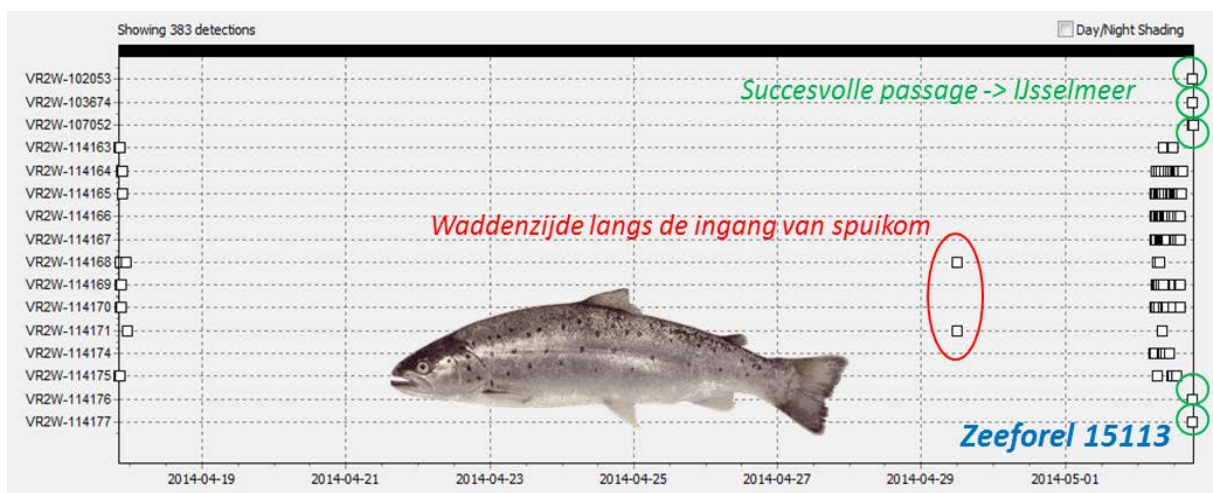 Showing 383 detections
Day/Night Shading
VR2W-102053
VR2W-103674
VR2W-107052
VR2W-114163
VR2W-114164
VR2W-114165
VR2W-114166
VR2W-114167
VR2W-114168
VR2W-114169
VR2W-114170
VR2W-114171
VR2W-114174
VR2W-114175
VR2W-114176
VR2W-114177
Succesvolle passage -> IJsselmeer
Waddenzijde langs de ingang van spuikom
Zeeforel 15113
2014-04-19 2014-04-21 2014-04-23 2014-04-25 2014-04-27 2014-04-29 2014-05-01